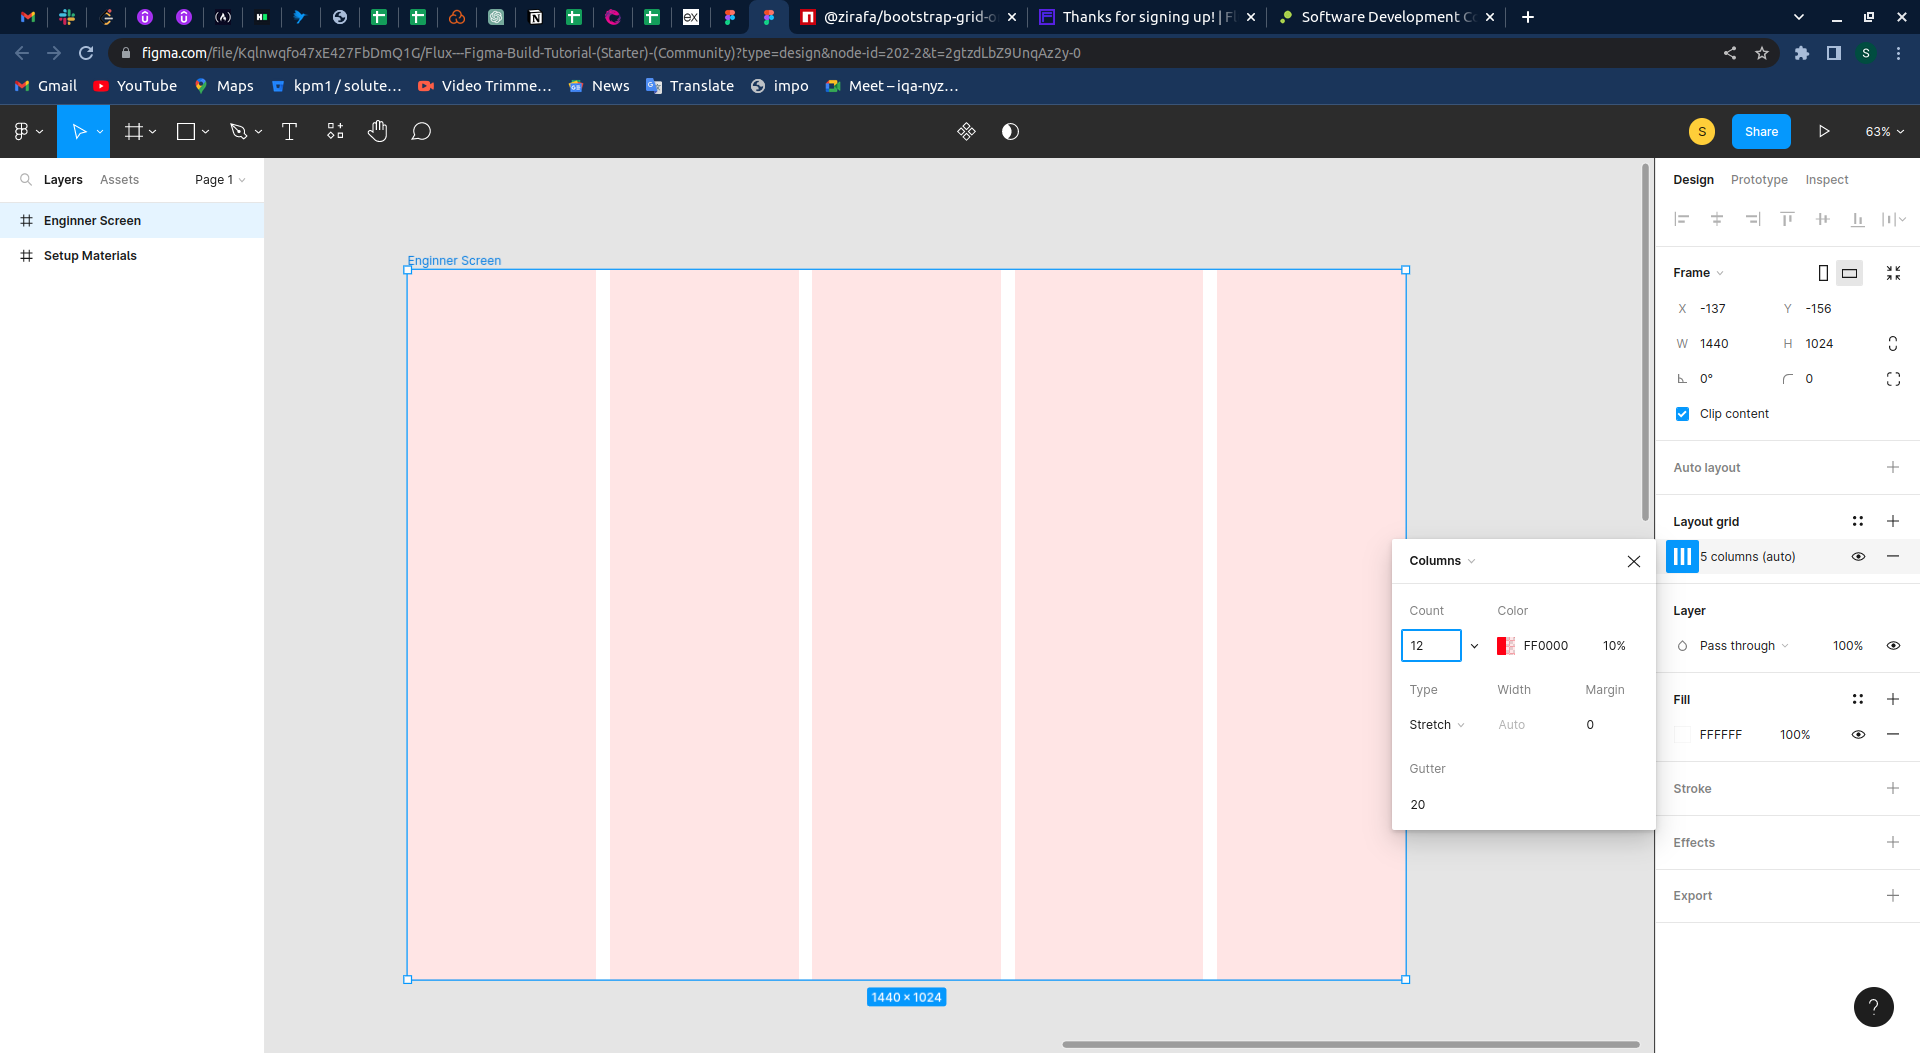 @zirafa/bootstrap-grid-o
Thanks for signing up! | Fl
Software Development Co
figma.com/file/Kqlnwqfo47xE427FbDmQ1G/Flux---Figma-Build-Tutorial-(Starter)-(Community)?type=design&node-id=202-2&t=2gtzdLbZ9UnqAz2y-0
S
Gmail
YouTube
Maps
kpm1 / solute…
Video Trimme…
News
Translate
impo
Meet – iqa-nyz…
S
Share
63%
Layers
Assets
Page 1
Enginner Screen
Setup Materials
Enginner Screen
1440 × 1024
Columns
Count
Color
12
FF0000
10%
Type
Width
Margin
Stretch
Auto
0
Gutter
20
Design
Prototype
Inspect
Frame
X
-137
Y
-156
W
1440
H
1024
0°
0
Clip content
Auto layout
Layout grid
5 columns (auto)
Layer
Pass through
100%
Fill
FFFFFF
100%
Stroke
Effects
Export
?